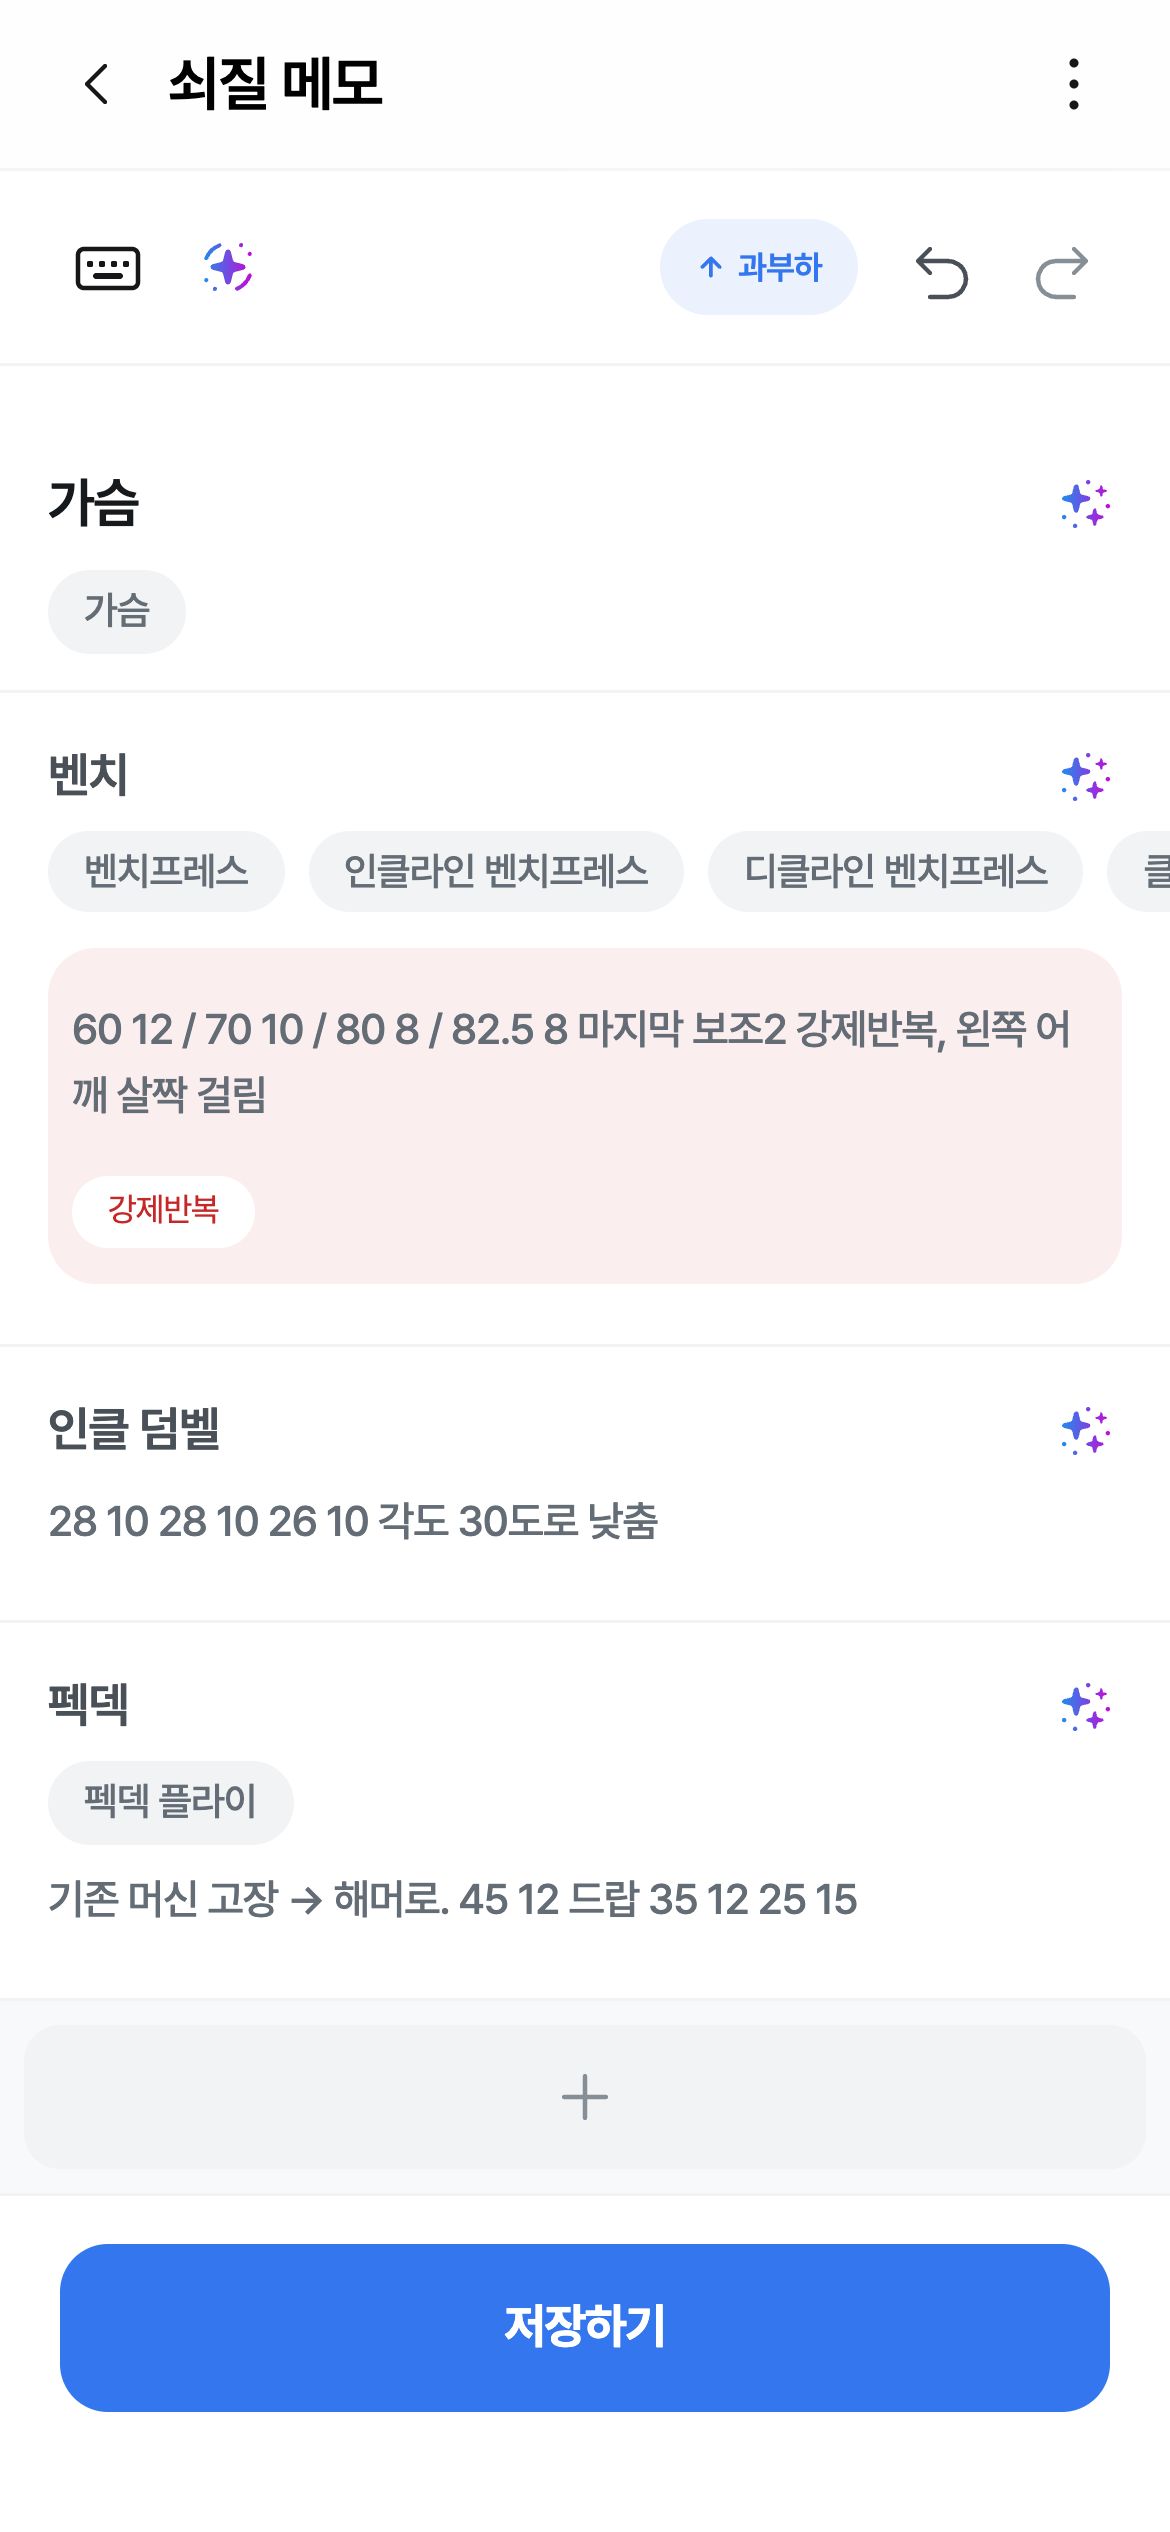 쇠질 메모
과부하
가슴
가슴
벤치
벤치프레스 인클라인 벤치프레스 디클라인 벤치프레스
60 12 / 70 10 / 80 8 / 82.5 8 마지막 보조2 강제반복, 왼쪽 어
깨 살짝 걸림
강제반복
인클 덤벨
28 10 28 10 26 10 각도 30도로 낮춤
펙덱
펙덱 플라이
기존 머신 고장 → 해머로. 45 12 드랍 35 12 25 15
저장하기